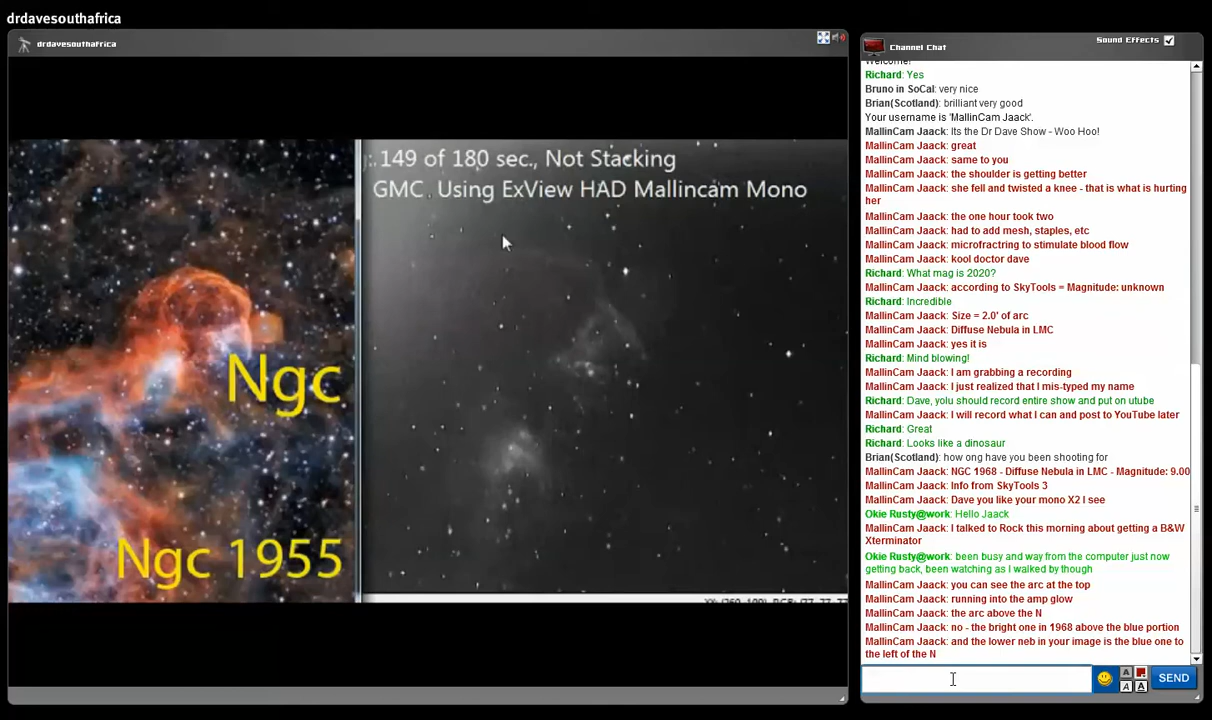 drdavesouthafrica
drdavesouthafrica
149 of 180 sec., Not Stacking
GMC . Using ExView HAD Mallincam Mono
Ngc
Ngc 1955
Channel Chat
Sound Effects
Welcome!
Richard: Yes
Bruno in SoCal: very nice
Brian(Scotland): brilliant very good
Your username is 'MallinCam Jaack'.
MallinCam Jaack: Its the Dr Dave Show - Woo Hoo!
MallinCam Jaack: great
MallinCam Jaack: same to you
MallinCam Jaack: the shoulder is getting better
MallinCam Jaack: she fell and twisted a knee - that is what is hurting
her
MallinCam Jaack: the one hour took two
MallinCam Jaack: had to add mesh, staples, etc
MallinCam Jaack: microfractring to stimulate blood flow
MallinCam Jaack: kool doctor dave
Richard: What mag is 2020?
MallinCam Jaack: according to SkyTools = Magnitude: unknown
Richard: Incredible
MallinCam Jaack: Size = 2.0' of arc
MallinCam Jaack: Diffuse Nebula in LMC
MallinCam Jaack: yes it is
Richard: Mind blowing!
MallinCam Jaack: I am grabbing a recording
MallinCam Jaack: I just realized that I mis-typed my name
Richard: Dave, yolu should record entire show and put on utube
MallinCam Jaack: I will record what I can and post to YouTube later
Richard: Great
Richard: Looks like a dinosaur
Brian(Scotland): how ong have you been shooting for
MallinCam Jaack: NGC 1968 - Diffuse Nebula in LMC - Magnitude: 9.00
MallinCam Jaack: Info from SkyTools 3
MallinCam Jaack: Dave you like your mono X2 I see
Okie Rusty@work: Hello Jaack
MallinCam Jaack: I talked to Rock this morning about getting a B&W
Xterminator
Okie Rusty@work: been busy and way from the computer just now
getting back, been watching as I walked by though
MallinCam Jaack: you can see the arc at the top
MallinCam Jaack: running into the amp glow
MallinCam Jaack: the arc above the N
MallinCam Jaack: no - the bright one in 1968 above the blue portion
MallinCam Jaack: and the lower neb in your image is the blue one to
the left of the N
A
A A
SEND